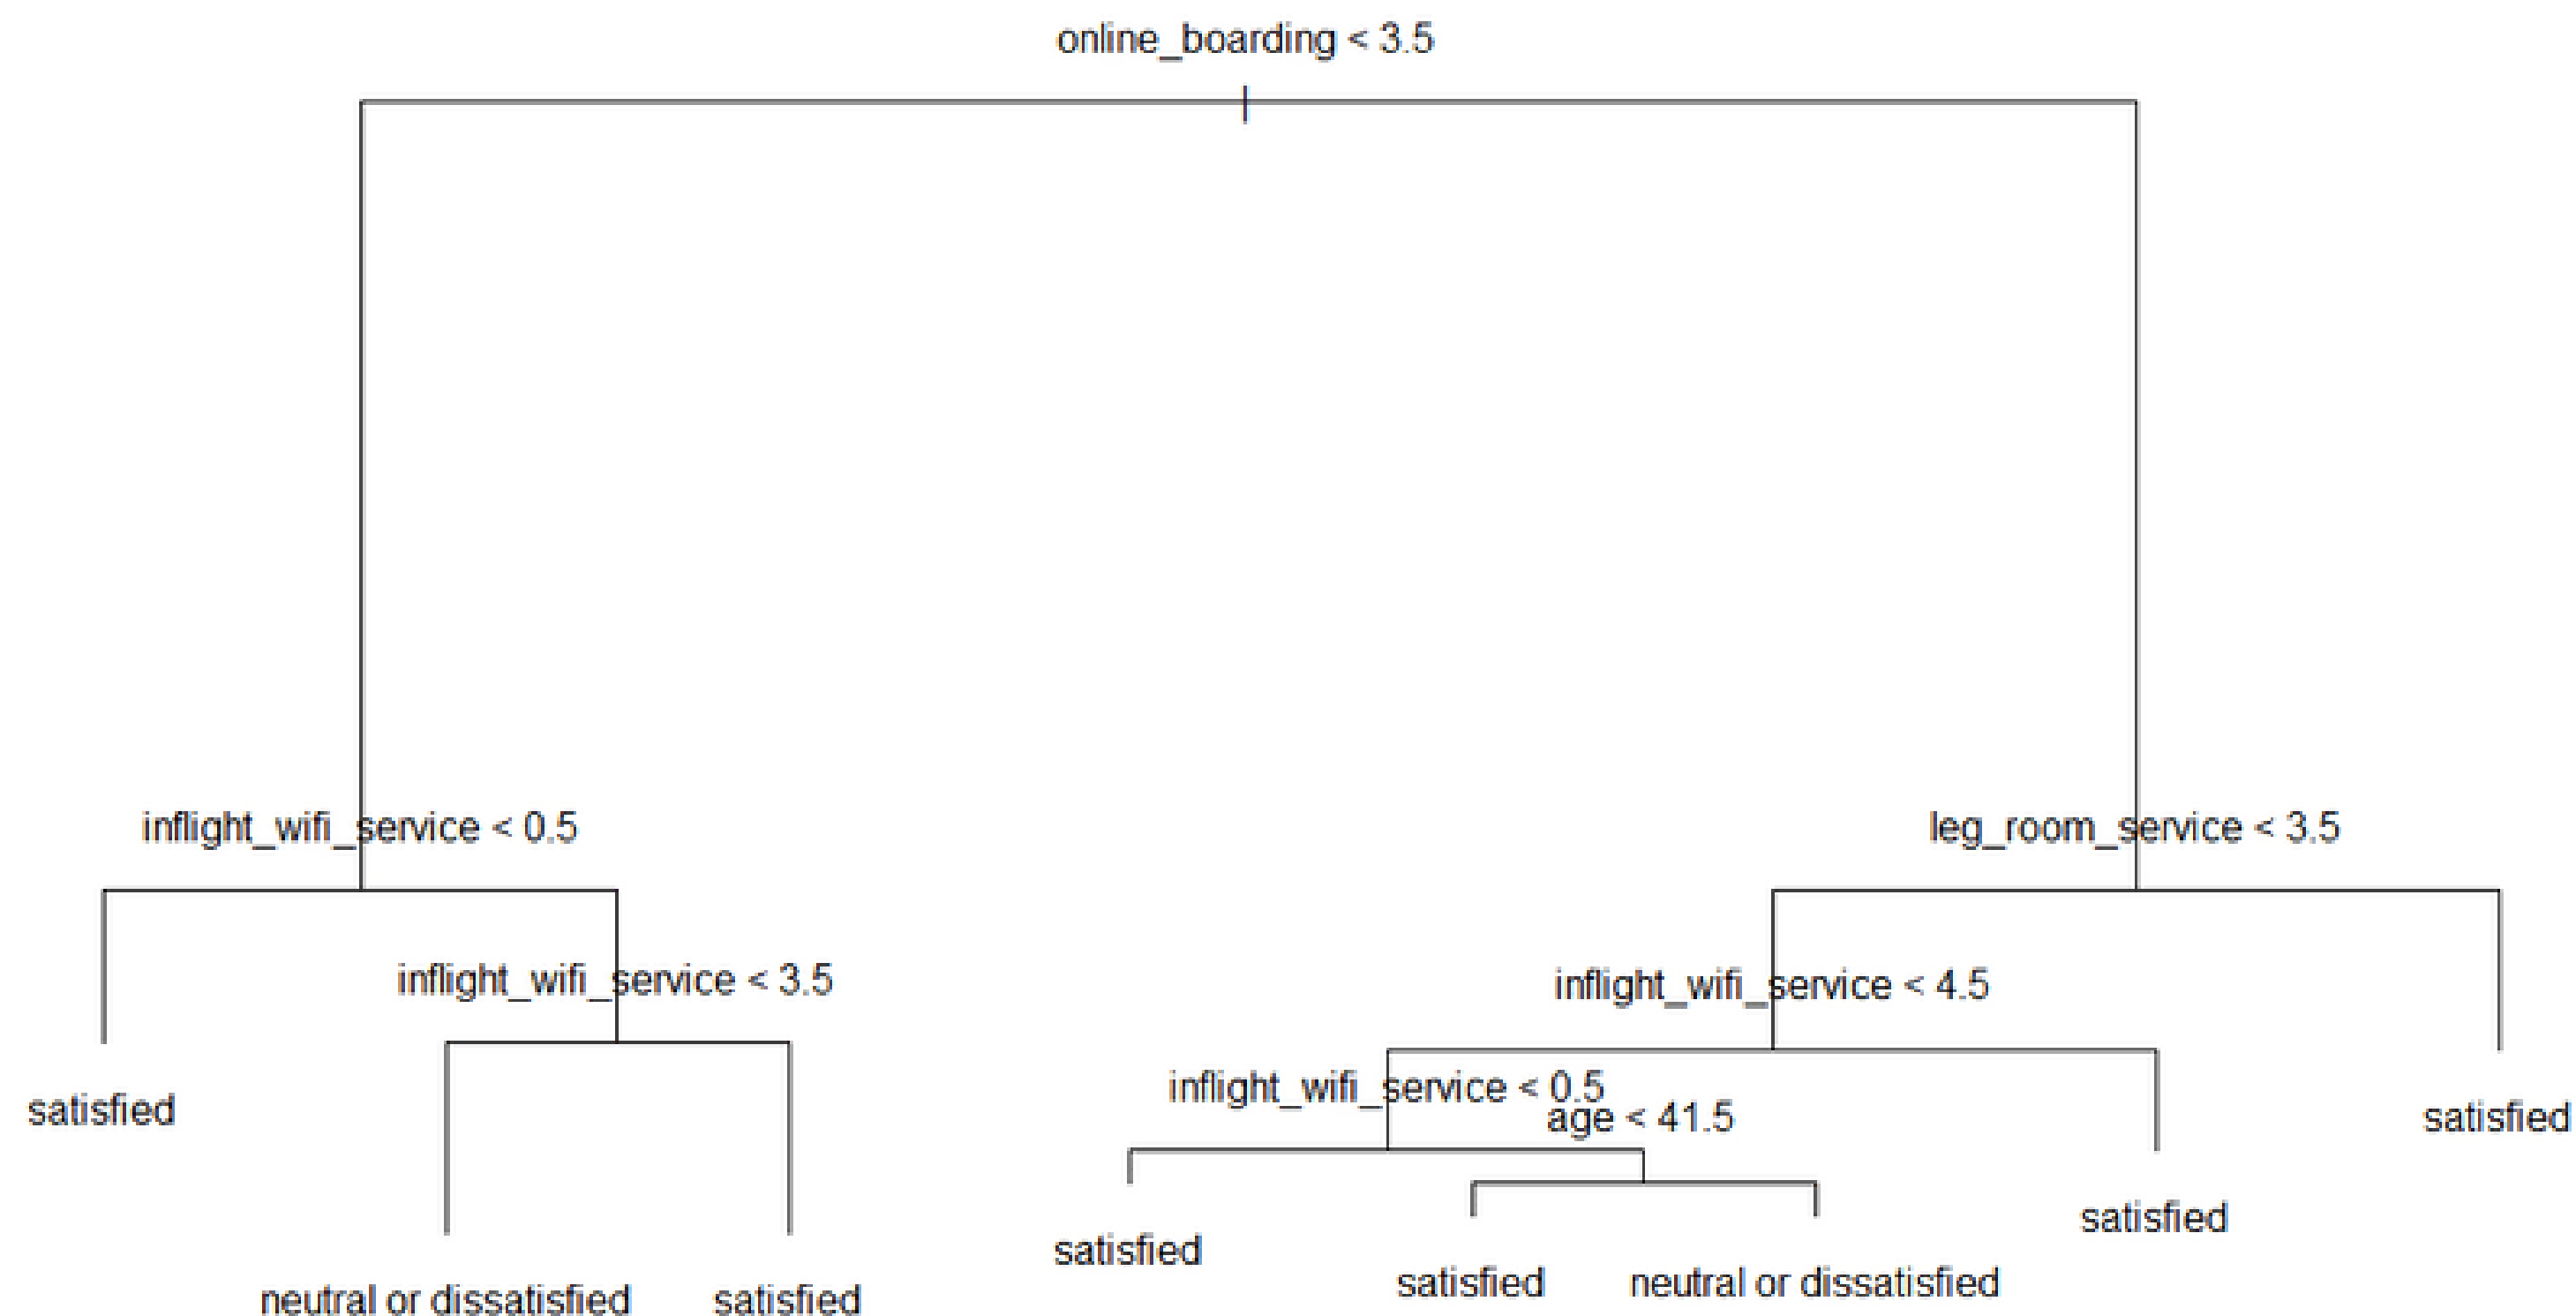 online_boarding < 3.5
inflight_wifi_service < 0.5
leg_room_service < 3.5
inflight_wifi_service < 3.5
inflight_wifi_service < 4.5
inflight_wifi_service < 0.5
age < 41.5
satisfied
satisfied
satisfied
satisfied
satisfied
neutral or dissatisfied
neutral or dissatisfied
satisfied